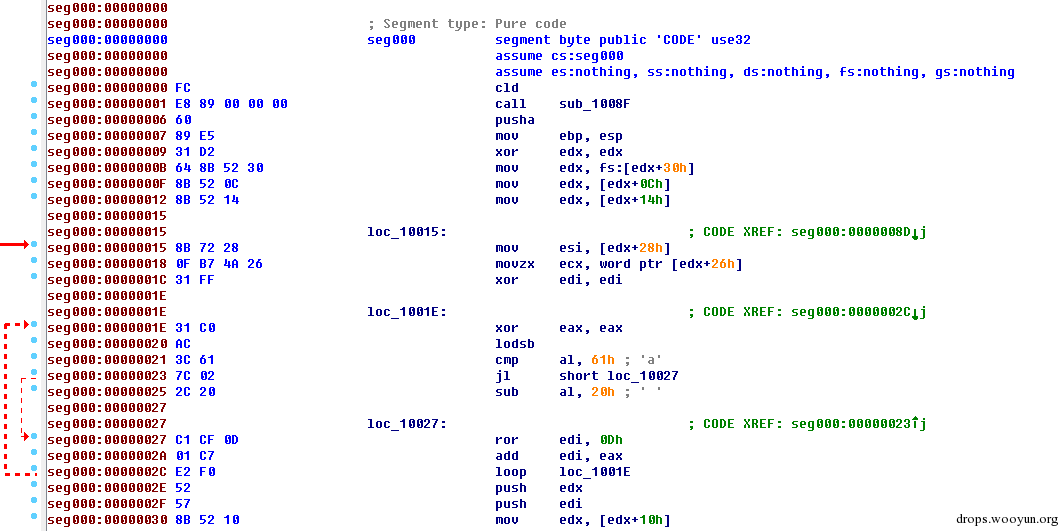 seg000:00000000
seg000:00000000 ; Segment type: Pure code
seg000:00000000 seg000 segment byte public 'CODE' use32
seg000:00000000 assume cs:seg000
seg000:00000000 assume es:nothing, ss:nothing, ds:nothing, fs:nothing, gs:nothing
seg000:00000000 FC cld
seg000:00000001 E8 89 00 00 00 call sub_1008F
seg000:00000006 60 pusha
seg000:00000007 89 E5 mov ebp, esp
seg000:00000009 31 D2 xor edx, edx
seg000:0000000B 64 8B 52 30 mov edx, fs:[edx+30h]
seg000:0000000F 8B 52 0C mov edx, [edx+0Ch]
seg000:00000012 8B 52 14 mov edx, [edx+14h]
seg000:00000015
seg000:00000015 loc_10015: ; CODE XREF: seg000:0000008D↓j
seg000:00000015 8B 72 28 mov esi, [edx+28h]
seg000:00000018 0F B7 4A 26 movzx ecx, word ptr [edx+26h]
seg000:0000001C 31 FF xor edi, edi
seg000:0000001E
seg000:0000001E loc_1001E: ; CODE XREF: seg000:0000002C↓j
seg000:0000001E 31 C0 xor eax, eax
seg000:00000020 AC lodsb
seg000:00000021 3C 61 cmp al, 61h ; 'a'
seg000:00000023 7C 02 jl short loc_10027
seg000:00000025 2C 20 sub al, 20h ; ' '
seg000:00000027
seg000:00000027 loc_10027: ; CODE XREF: seg000:00000023↑j
seg000:00000027 C1 CF 0D ror edi, 0Dh
seg000:0000002A 01 C7 add edi, eax
seg000:0000002C E2 F0 loop loc_1001E
seg000:0000002E 52 push edx
seg000:0000002F 57 push edi
seg000:00000030 8B 52 10 mov edx, [edx+10h]
drops.wooyun.org